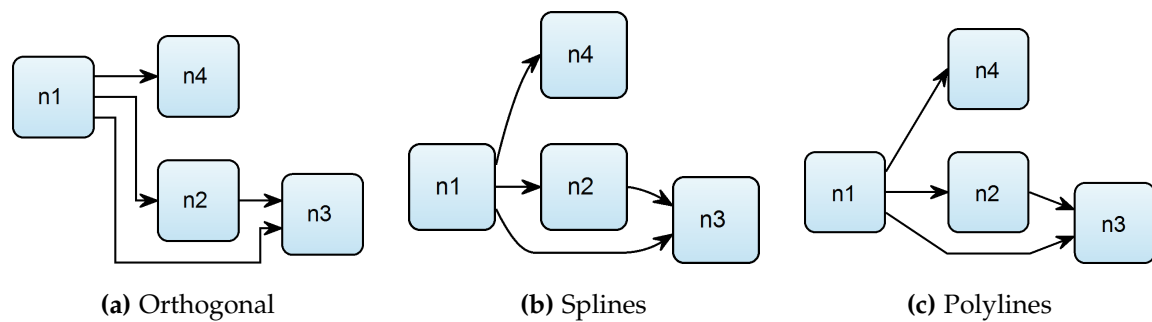 n1
n4
n2
n3
(a) Orthogonal
n4
n1
n2
n3
(b) Splines
n4
n1
n2
n3
(c) Polylines